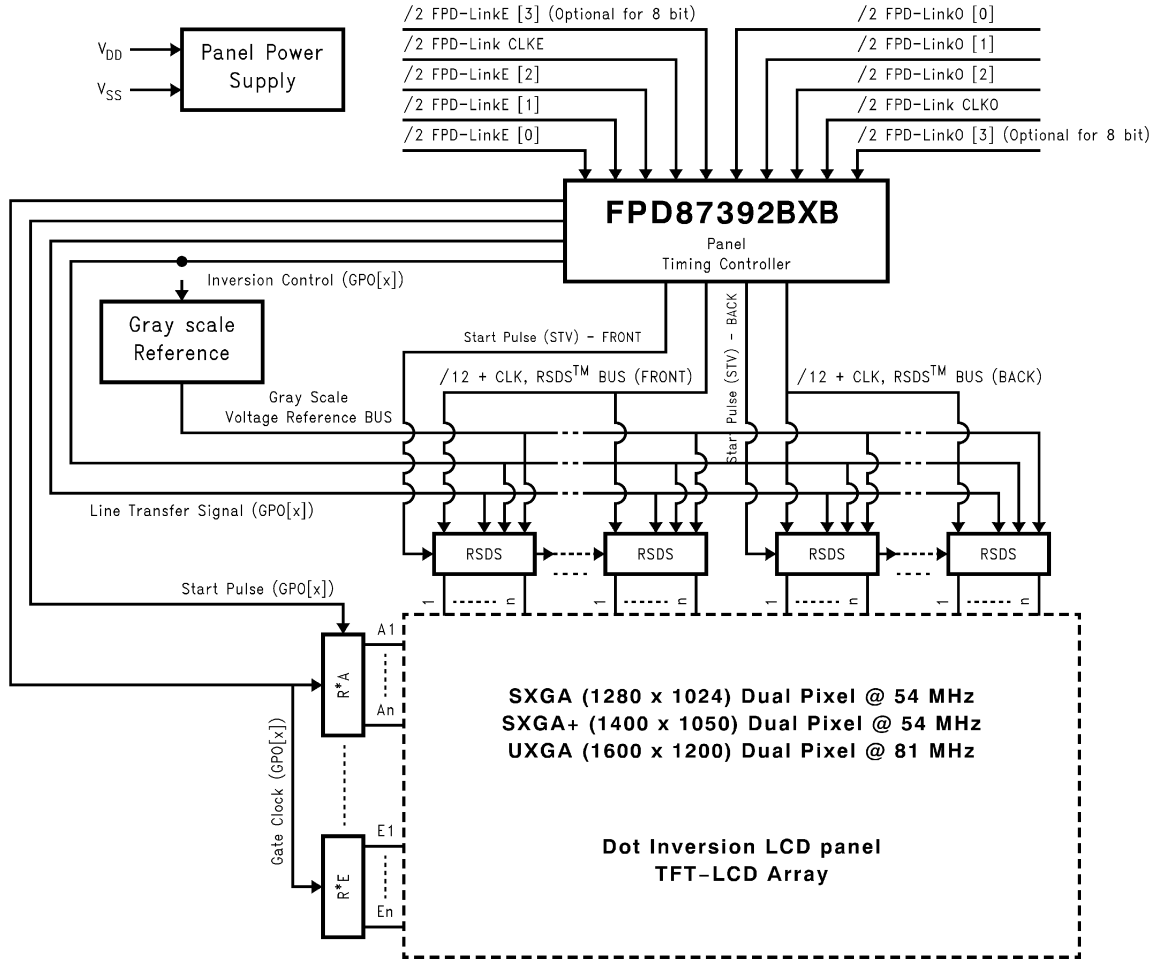 /2 FPD-LinkE [3] (Optional for 8 bit)
/2 FPD-LinkO [0]
/2 FPD-Link CLKE
/2 FPD-LinkO [1]
/2 FPD-LinkE [2]
/2 FPD-LinkO [2]
/2 FPD-LinkE [1]
/2 FPD-Link CLKO
/2 FPD-LinkE [0]
/2 FPD-LinkO [3] (Optional for 8 bit)
VDD
VSS
Panel Power
Supply
FPD87392BXB
Panel
Timing Controller
Inversion Control (GPO[x])
Gray scale
Reference
Start Pulse (STV) - FRONT
Start Pulse (STV) - BACK
/12 + CLK, RSDS™ BUS (FRONT)
/12 + CLK, RSDS™ BUS (BACK)
Gray Scale
Voltage Reference BUS
Line Transfer Signal (GPO[x])
RSDS
RSDS
RSDS
RSDS
1 n
1 n
1 n
1 n
Start Pulse (GPO[x])
A1
R*A
An
Gate Clock (GPO[x])
E1
R*E
En
SXGA (1280 x 1024) Dual Pixel @ 54 MHz
SXGA+ (1400 x 1050) Dual Pixel @ 54 MHz
UXGA (1600 x 1200) Dual Pixel @ 81 MHz
Dot Inversion LCD panel
TFT-LCD Array